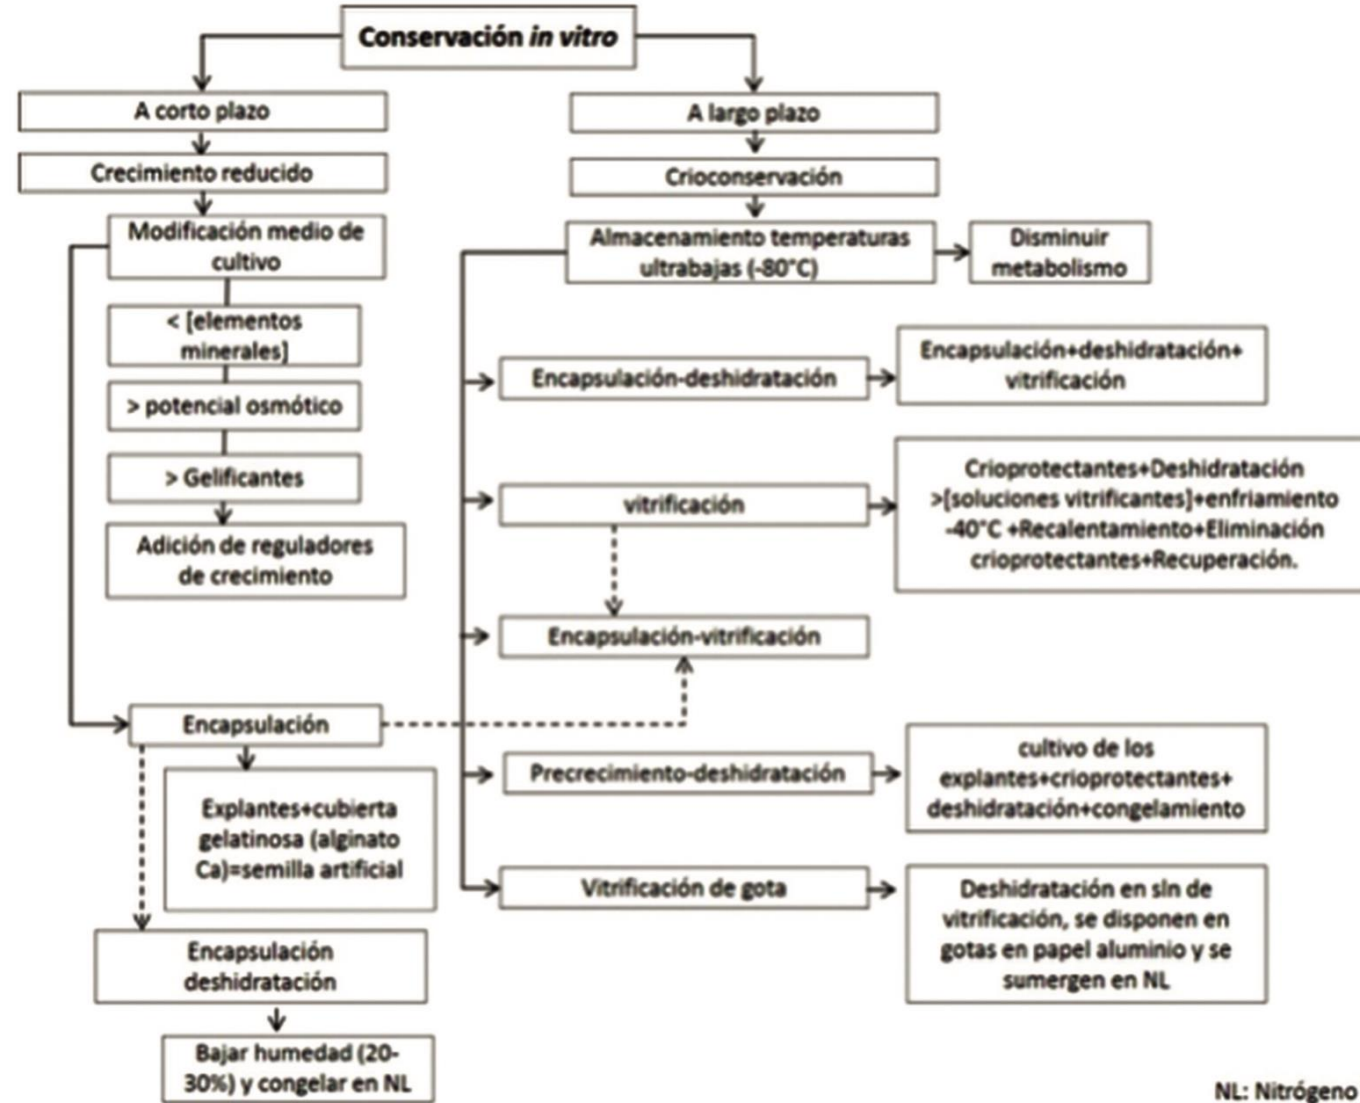 Conservación in vitro
A corto plazo
Crecimiento reducido
Modificación medio de
cultivo
< [elementos
minerales]
> potencial osmótico
> Gelificantes
Adición de reguladores
de crecimiento
Encapsulación
Explantes+cubierta
gelatinosa (alginato
Ca)=semilla artificial
Encapsulación
deshidratación
Bajar humedad (20-
30%) y congelar en NL
A largo plazo
Crioconservación
Almacenamiento temperaturas
ultrabajas (-80°C)
Disminuir
metabolismo
Encapsulación-deshidratación
Encapsulación+deshidratación+
vitrificación
vitrificación
Crioprotectantes+Deshidratación
>[soluciones vitrificantes]+enfriamiento
-40°C +Recalentamiento+Eliminación
crioprotectantes+Recuperación.
Encapsulación-vitrificación
Precrecimiento-deshidratación
cultivo de los
explantes+crioprotectantes+
deshidratación+congelamiento
Vitrificación de gota
Deshidratación en sln de
vitrificación, se disponen en
gotas en papel aluminio y se
sumergen en NL
NL: Nitrógeno